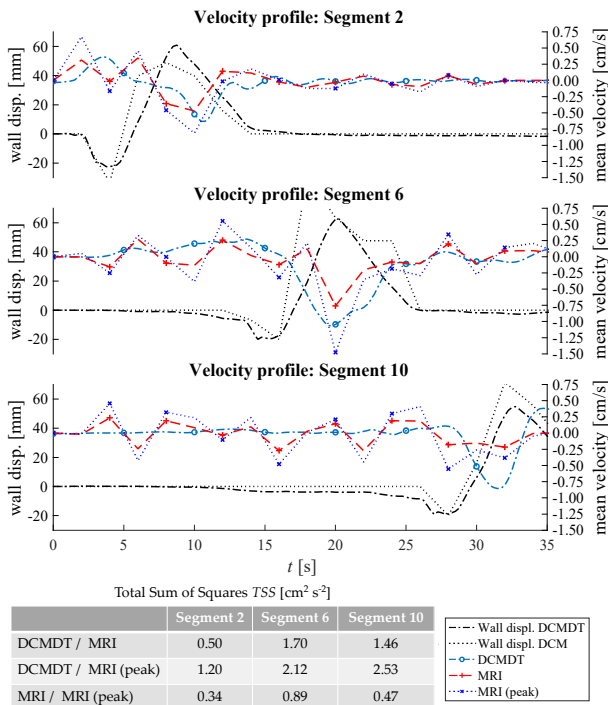 Velocity profile: Segment 2
wall disp. [mm]
60
40
20
0
-20
0.75
0.50
0.25
0.00
-0.25
-0.50
-0.75
-1.00
-1.25
-1.50
mean velocity [cm/s]
Velocity profile: Segment 6
wall disp. [mm]
60
40
20
0
-20
0.75
0.50
0.25
0.00
-0.25
-0.50
-0.75
-1.00
-1.25
-1.50
mean velocity [cm/s]
Velocity profile: Segment 10
wall disp. [mm]
60
40
20
0
-20
0.75
0.50
0.25
0.00
-0.25
-0.50
-0.75
-1.00
-1.25
-1.50
mean velocity [cm/s]
0 5 10 15 20 25 30 35
t [s]
Total Sum of Squares TSS [cm² s⁻²]
Segment 2 Segment 6 Segment 10
DCMDT / MRI 0.50 1.70 1.46
DCMDT / MRI (peak) 1.20 2.12 2.53
MRI / MRI (peak) 0.34 0.89 0.47
Wall displ. DCMDT
Wall displ. DCM
DCMDT
MRI
MRI (peak)